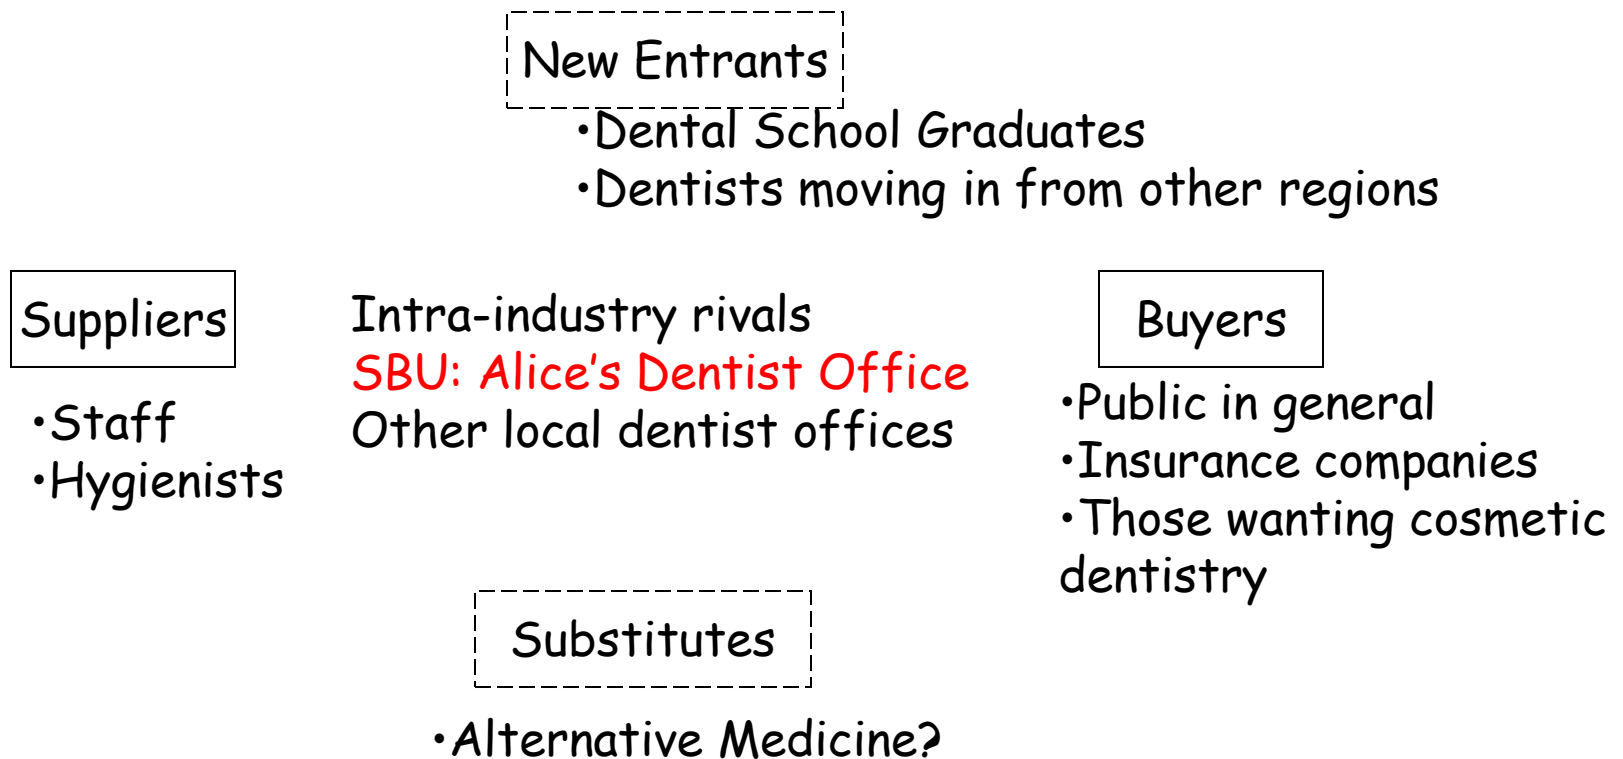 New Entrants
•Dental School Graduates
•Dentists moving in from other regions
Suppliers
•Staff
•Hygienists
Intra-industry rivals
SBU: Alice’s Dentist Office
Other local dentist offices
Buyers
•Public in general
•Insurance companies
•Those wanting cosmetic
dentistry
Substitutes
•Alternative Medicine?